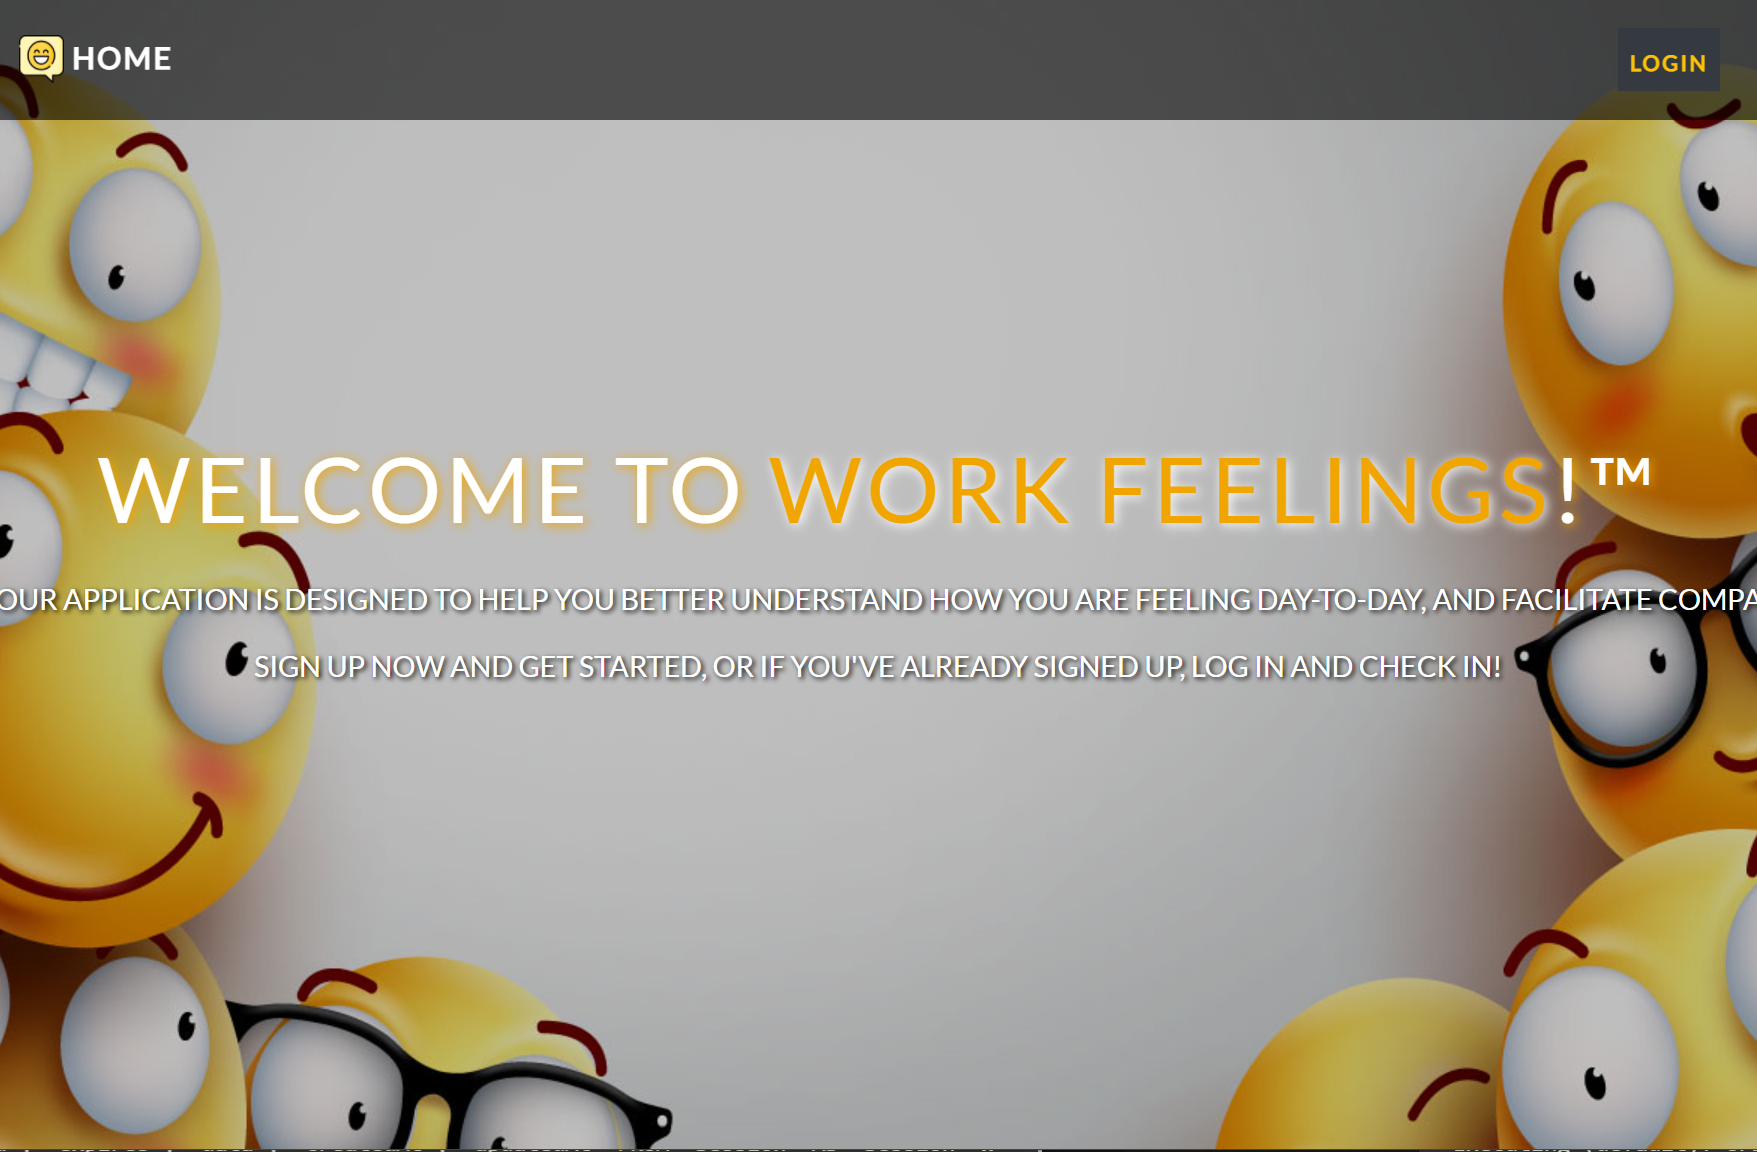 HOME
LOGIN
WELCOME TO WORK FEELINGS!™
OUR APPLICATION IS DESIGNED TO HELP YOU BETTER UNDERSTAND HOW YOU ARE FEELING DAY-TO-DAY, AND FACILITATE
SIGN UP NOW AND GET STARTED, OR IF YOU'VE ALREADY SIGNED UP, LOG IN AND CHECK IN!